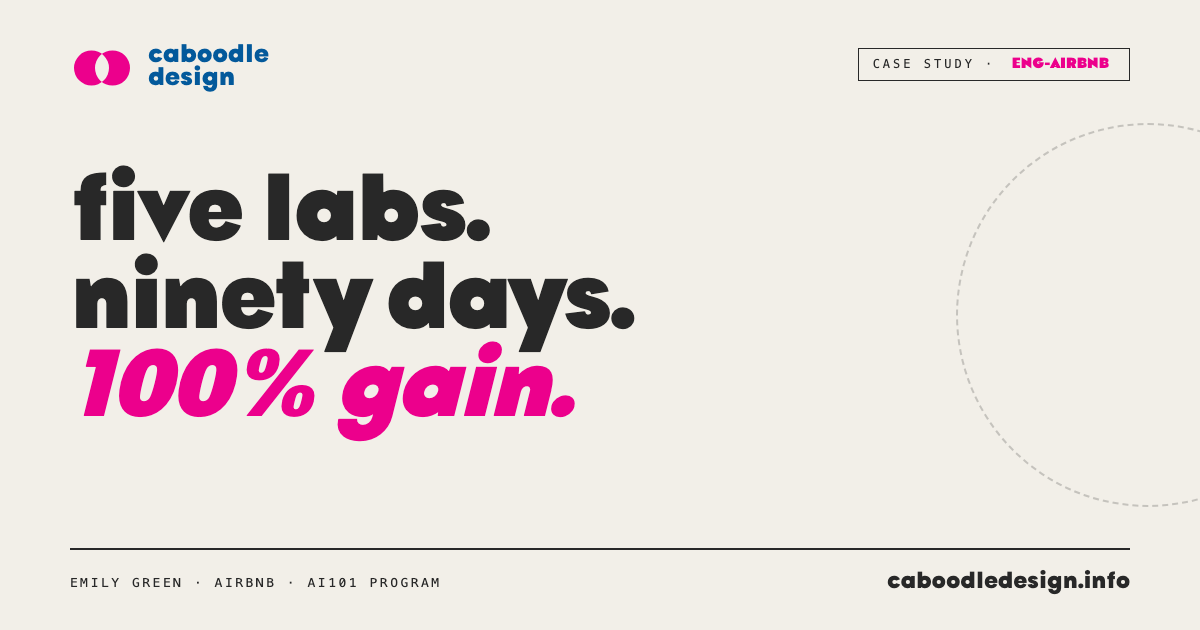 caboodle
design
CASE STUDY · ENG-AIRBNB
five labs.
ninety days.
100% gain.
EMILY GREEN · AIRBNB · AI101 PROGRAM
caboodledesign.info